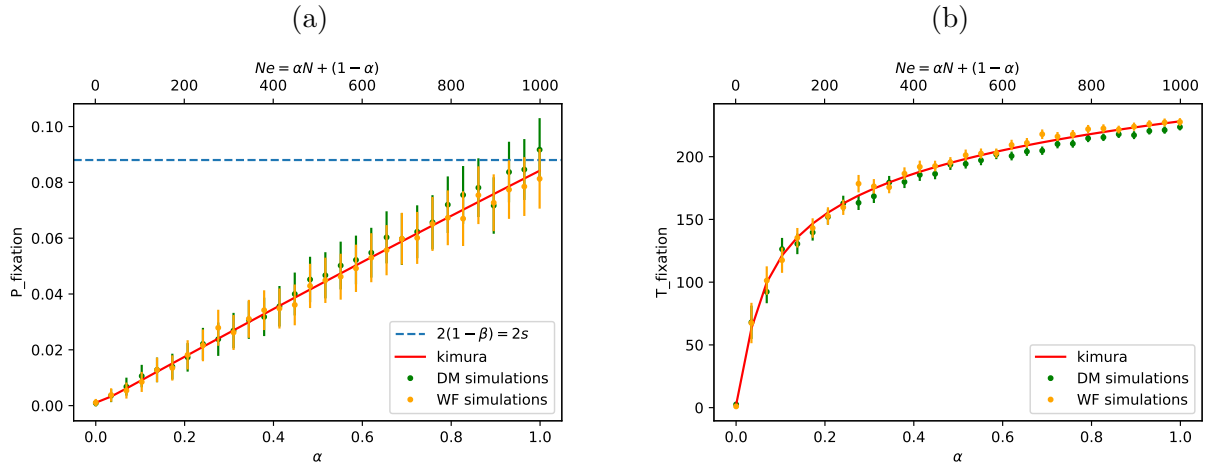 (a)
Ne = αN + (1 − α)
0 200 400 600 800 1000
0.10
0.08
0.06
0.04
0.02
0.00
P_fixation
2(1 − β) = 2s
kimura
DM simulations
WF simulations
0.0 0.2 0.4 0.6 0.8 1.0
α
(b)
Ne = αN + (1 − α)
0 200 400 600 800 1000
200
150
100
50
0
T_fixation
kimura
DM simulations
WF simulations
0.0 0.2 0.4 0.6 0.8 1.0
α